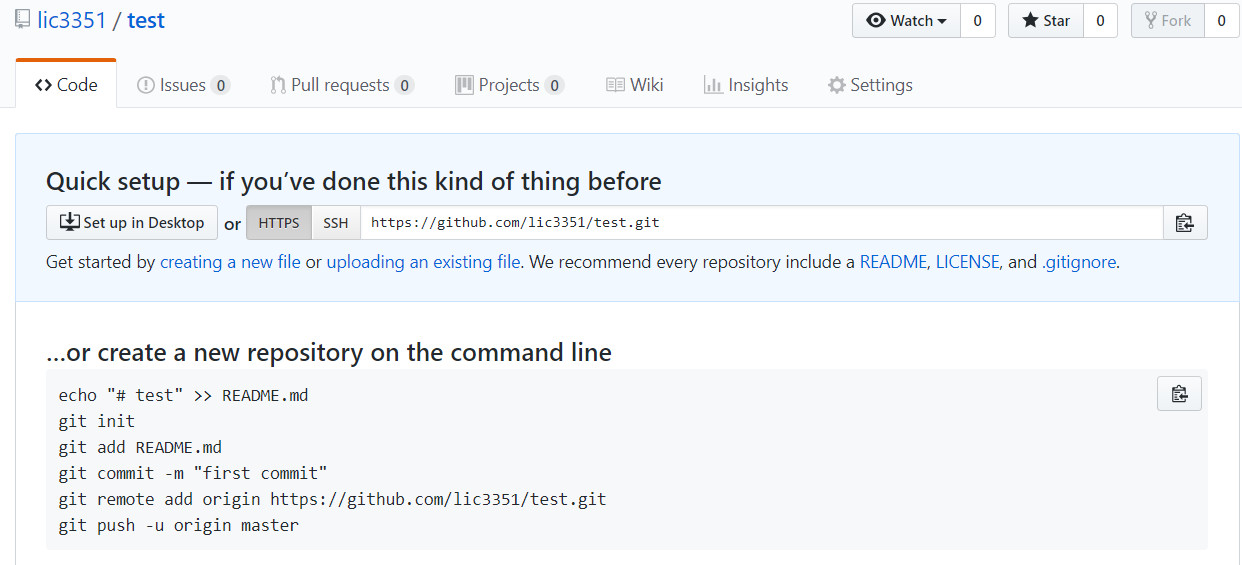 lic3351 / test
Watch 0 Star 0 Fork 0
Code Issues 0 Pull requests 0 Projects 0 Wiki Insights Settings
Quick setup — if you’ve done this kind of thing before
Set up in Desktop or HTTPS SSH https://github.com/lic3351/test.git
Get started by creating a new file or uploading an existing file. We recommend every repository include a README, LICENSE, and .gitignore.
…or create a new repository on the command line
echo "# test" >> README.md
git init
git add README.md
git commit -m "first commit"
git remote add origin https://github.com/lic3351/test.git
git push -u origin master